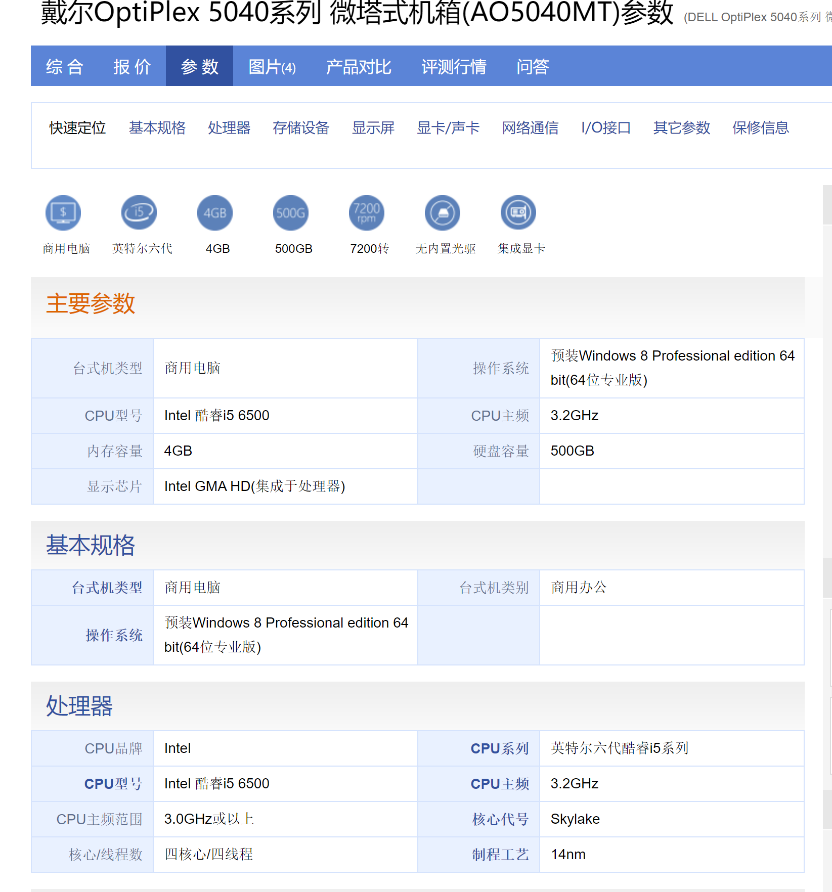 戴尔OptiPlex 5040系列 微塔式机箱(AO5040MT)参数 (DELL OptiPlex 5040系列
综合 报价 参数 图片(4) 产品对比 评测行情 问答
快速定位 基本规格 处理器 存储设备 显示屏 显卡/声卡 网络通信 I/O接口 其它参数 保修信息
$ i5 4GB 500G 7200 rpm
商用电脑 英特尔六代 4GB 500GB 7200转 无内置光驱 集成显卡
主要参数
台式机类型 商用电脑 操作系统 预装Windows 8 Professional edition 64
bit(64位专业版)
CPU型号 Intel 酷睿i5 6500 CPU主频 3.2GHz
内存容量 4GB 硬盘容量 500GB
显示芯片 Intel GMA HD(集成于处理器)
基本规格
台式机类型 商用电脑 台式机类别 商用办公
操作系统 预装Windows 8 Professional edition 64
bit(64位专业版)
处理器
CPU品牌 Intel CPU系列 英特尔六代酷睿i5系列
CPU型号 Intel 酷睿i5 6500 CPU主频 3.2GHz
CPU主频范围 3.0GHz或以上 核心代号 Skylake
核心/线程数 四核心/四线程 制程工艺 14nm